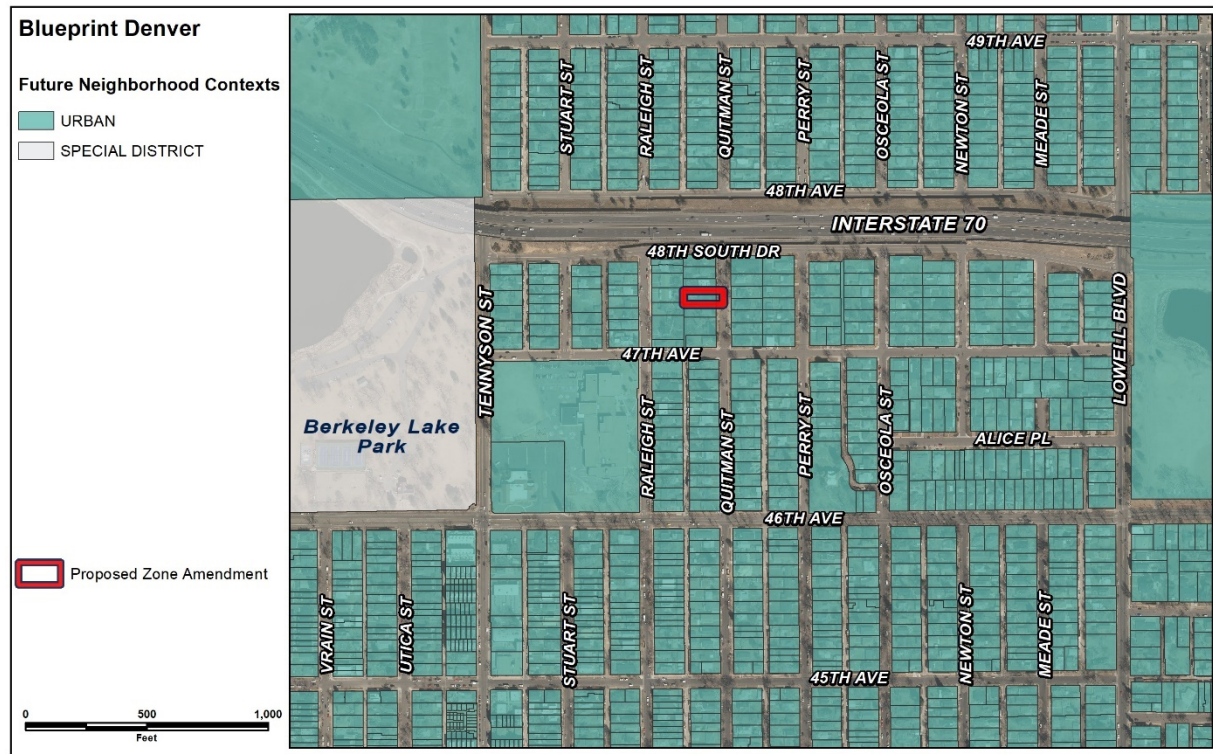 Blueprint Denver
Future Neighborhood Contexts
URBAN
SPECIAL DISTRICT
Proposed Zone Amendment
0 500 1,000
Feet
49TH AVE
STUART ST
RALEIGH ST
QUITMAN ST
PERRY ST
OSCEOLA ST
NEWTON ST
MEADE ST
48TH AVE
INTERSTATE 70
48TH SOUTH DR
TENNYSON ST
LOWELL BLVD
47TH AVE
Berkeley Lake
Park
RALEIGH ST
QUITMAN ST
PERRY ST
OSCEOLA ST
ALICE PL
46TH AVE
VRAIN ST
UTICA ST
STUART ST
NEWTON ST
MEADE ST
45TH AVE